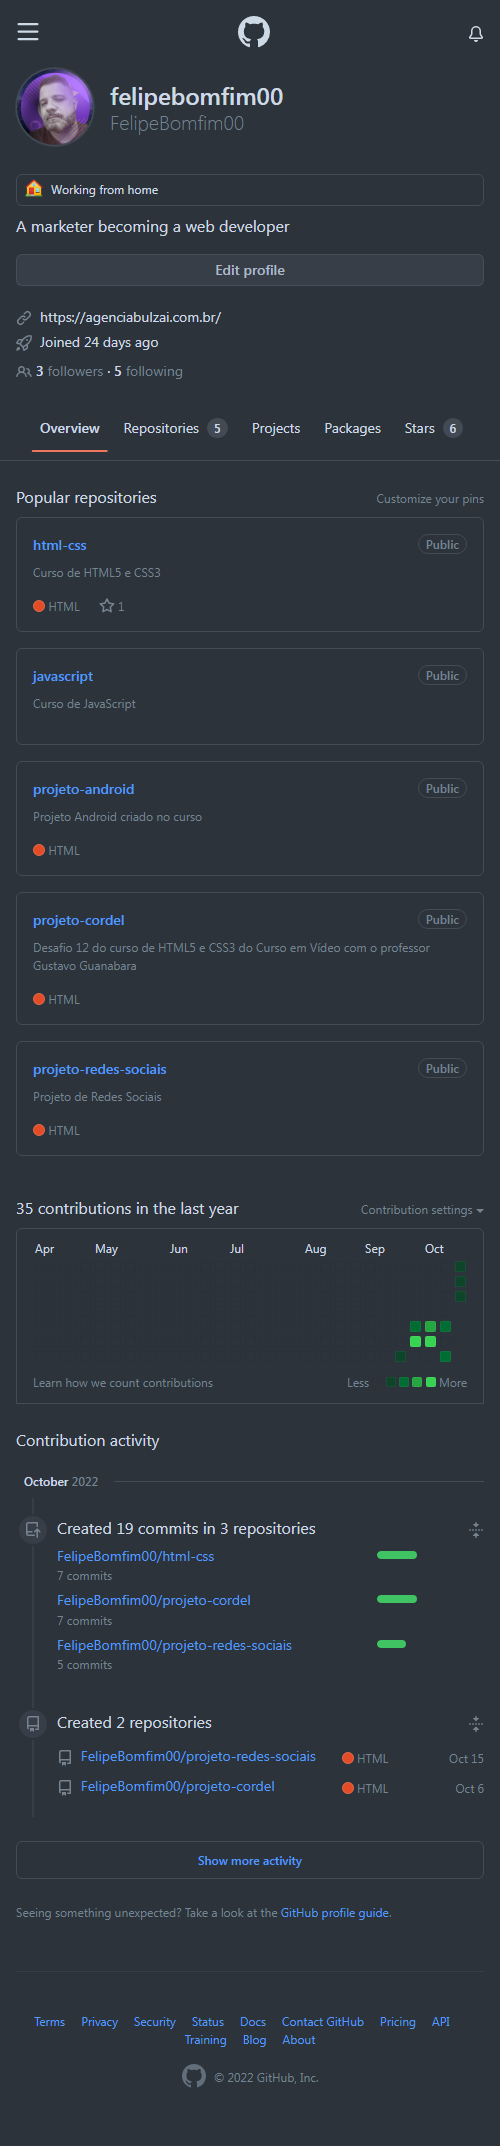 felipebomfim00
FelipeBomfim00
Working from home
A marketer becoming a web developer
Edit profile
https://agenciabulzai.com.br/
Joined 24 days ago
3 followers · 5 following
Overview Repositories 5 Projects Packages Stars 6
Popular repositories Customize your pins
html-css Public
Curso de HTML5 e CSS3
HTML 1
javascript Public
Curso de JavaScript
projeto-android Public
Projeto Android criado no curso
HTML
projeto-cordel Public
Desafio 12 do curso de HTML5 e CSS3 do Curso em Vídeo com o professor
Gustavo Guanabara
HTML
projeto-redes-sociais Public
Projeto de Redes Sociais
HTML
35 contributions in the last year Contribution settings
Apr May Jun Jul Aug Sep Oct
Learn how we count contributions Less More
Contribution activity
October 2022
Created 19 commits in 3 repositories
FelipeBomfim00/html-css
7 commits
FelipeBomfim00/projeto-cordel
7 commits
FelipeBomfim00/projeto-redes-sociais
5 commits
Created 2 repositories
FelipeBomfim00/projeto-redes-sociais HTML Oct 15
FelipeBomfim00/projeto-cordel HTML Oct 6
Show more activity
Seeing something unexpected? Take a look at the GitHub profile guide.
Terms Privacy Security Status Docs Contact GitHub Pricing API
Training Blog About
© 2022 GitHub, Inc.